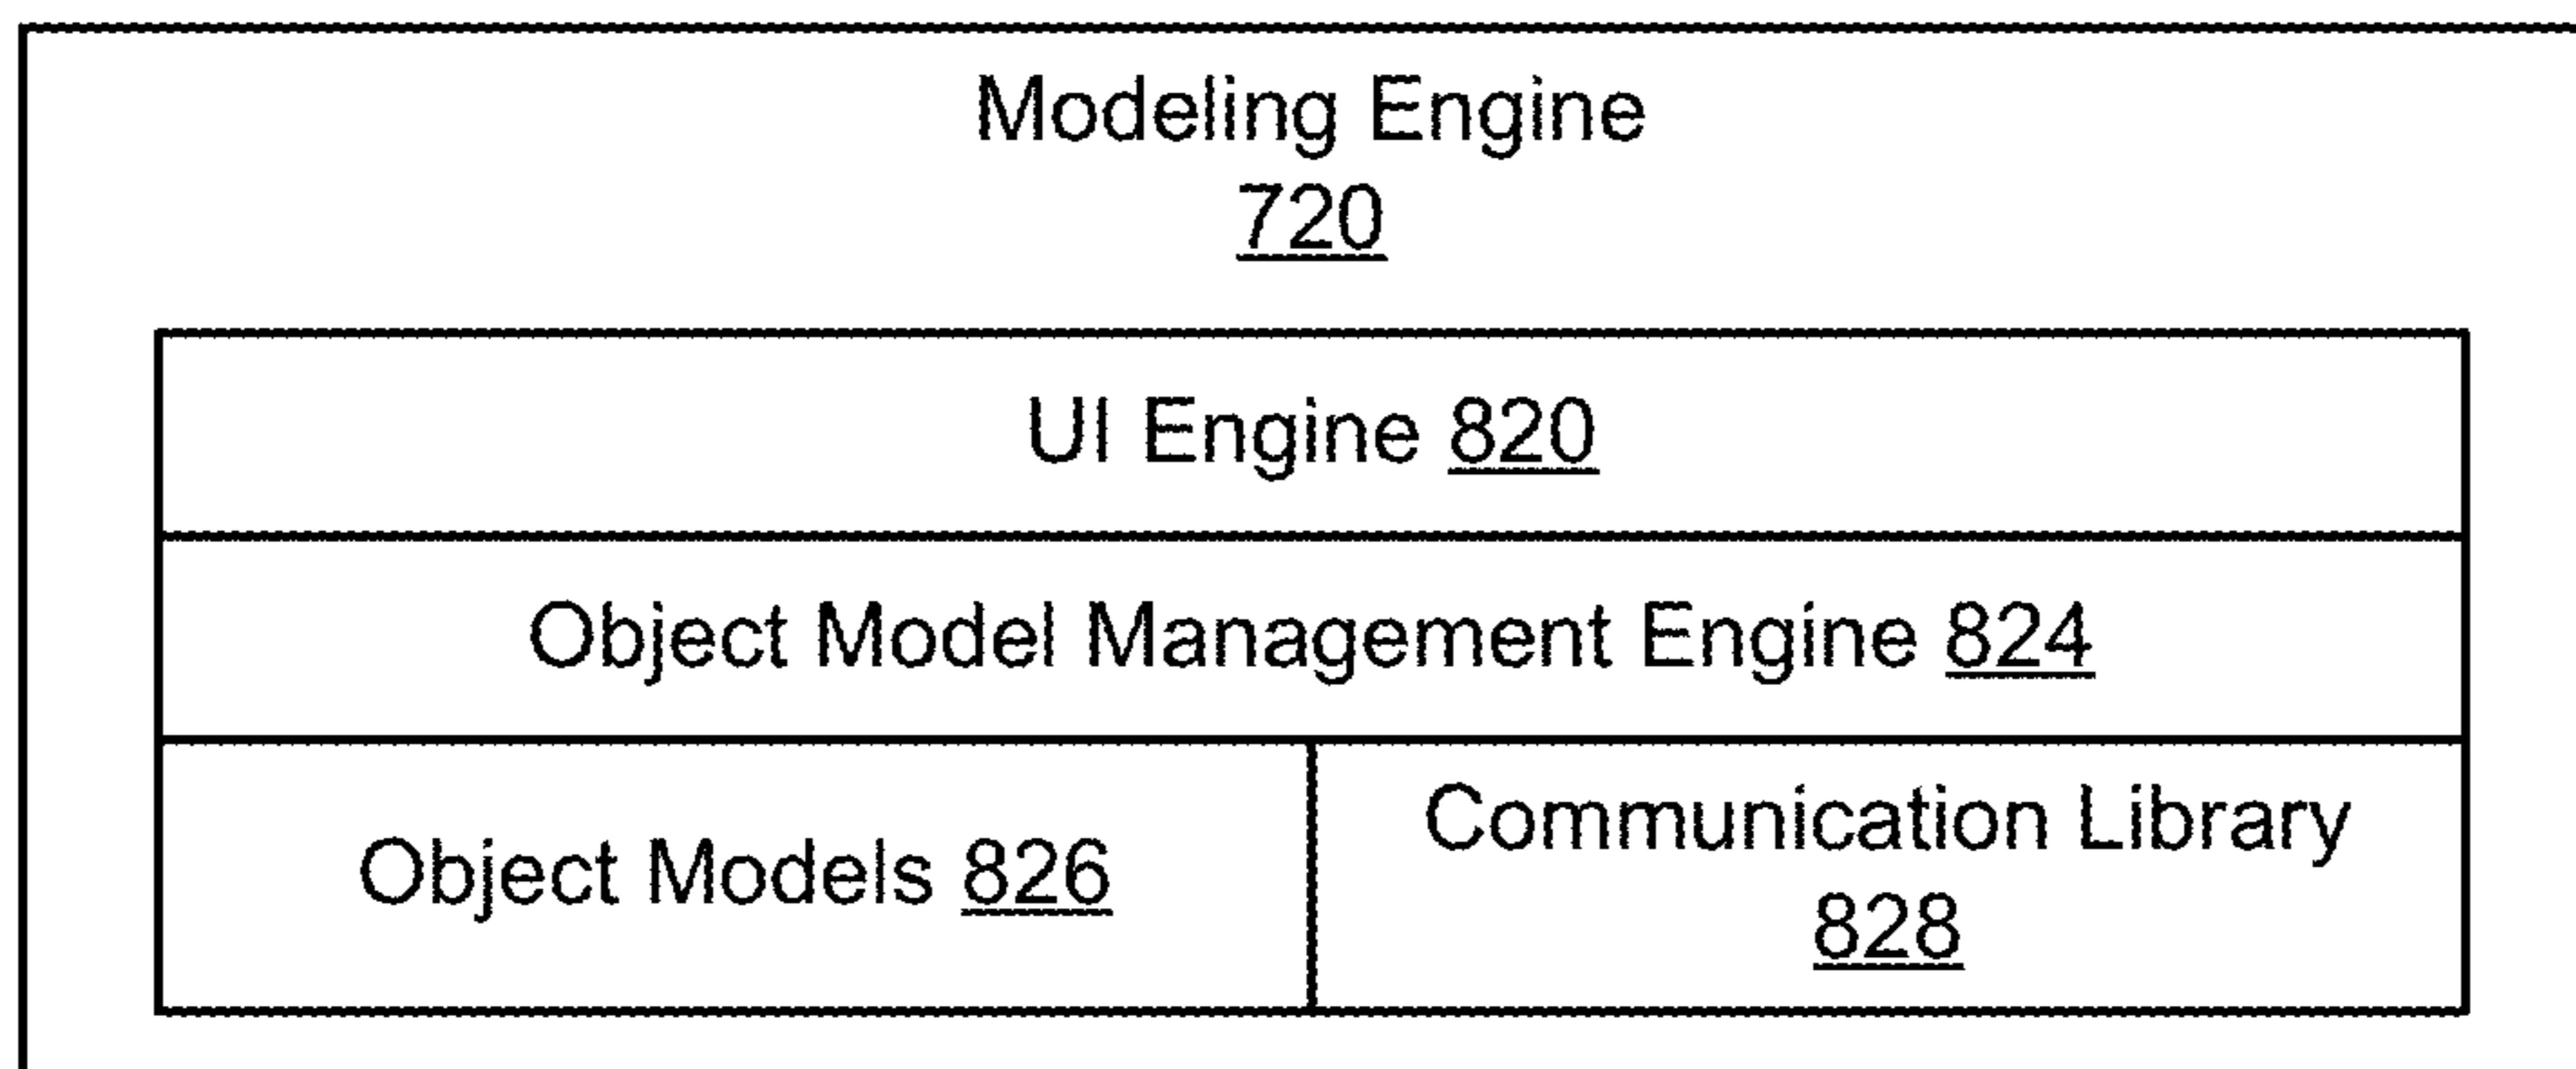 Modeling Engine
720
UI Engine 820
Object Model Management Engine 824
Object Models 826
Communication Library
828